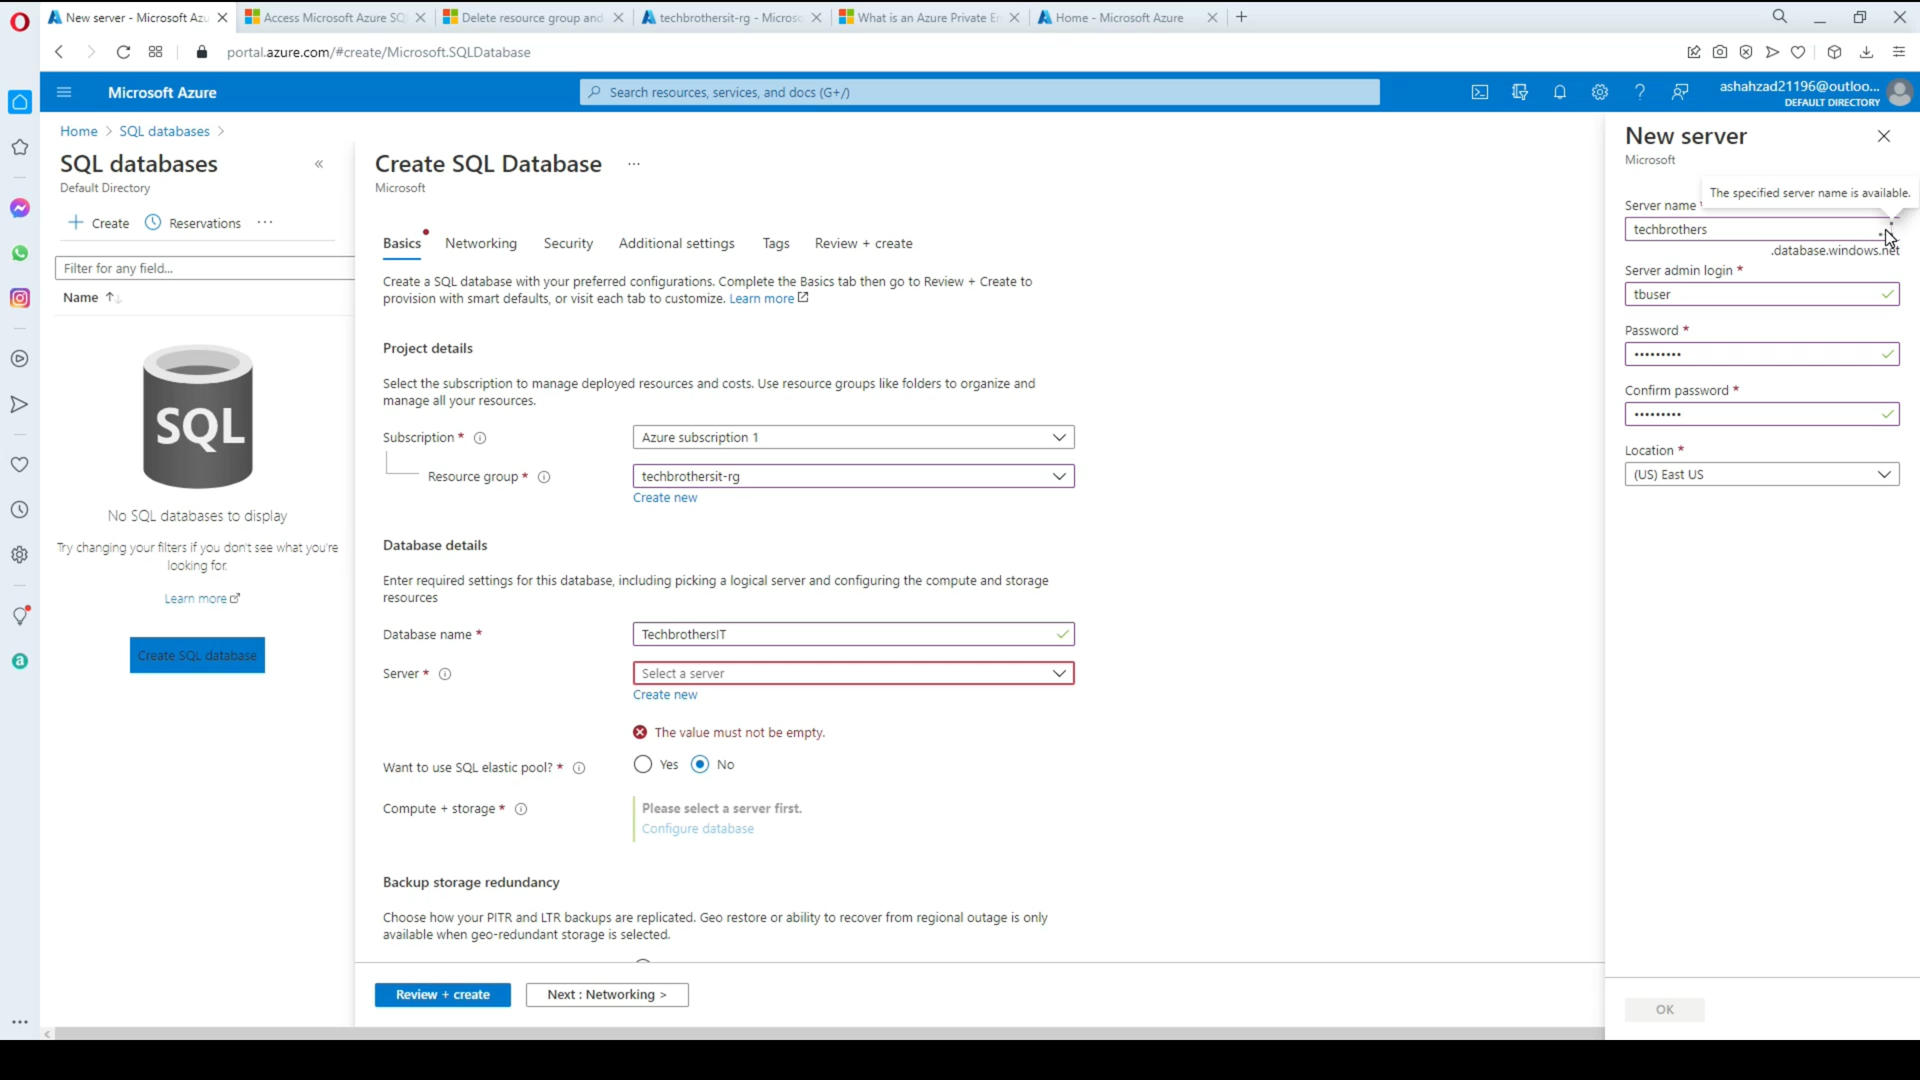 New server - Microsoft Azu
Access Microsoft Azure SQ
Delete resource group and
techbrothersit-rg - Microso
What is an Azure Private En
Home - Microsoft Azure
portal.azure.com/#create/Microsoft.SQLDatabase
Microsoft Azure
Search resources, services, and docs (G+/)
ashahzad21196@outloo...
DEFAULT DIRECTORY
Home > SQL databases >
SQL databases
Default Directory
+ Create
Reservations
...
Filter for any field...
Name
SQL
No SQL databases to display
Try changing your filters if you don't see what you're
looking for.
Learn more
Create SQL database
Create SQL Database ...
Microsoft
Basics
Networking
Security
Additional settings
Tags
Review + create
Create a SQL database with your preferred configurations. Complete the Basics tab then go to Review + Create to
provision with smart defaults, or visit each tab to customize. Learn more
Project details
Select the subscription to manage deployed resources and costs. Use resource groups like folders to organize and
manage all your resources.
Subscription *
Azure subscription 1
Resource group *
techbrothersit-rg
Create new
Database details
Enter required settings for this database, including picking a logical server and configuring the compute and storage
resources
Database name *
TechbrothersIT
Server *
Select a server
Create new
The value must not be empty.
Want to use SQL elastic pool? *
Yes
No
Compute + storage *
Please select a server first.
Configure database
Backup storage redundancy
Choose how your PITR and LTR backups are replicated. Geo restore or ability to recover from regional outage is only
available when geo-redundant storage is selected.
Review + create
Next : Networking >
New server
Microsoft
The specified server name is available.
Server name
techbrothers
.database.windows.net
Server admin login *
tbuser
Password *
•••••••••
Confirm password *
•••••••••
Location *
(US) East US
OK